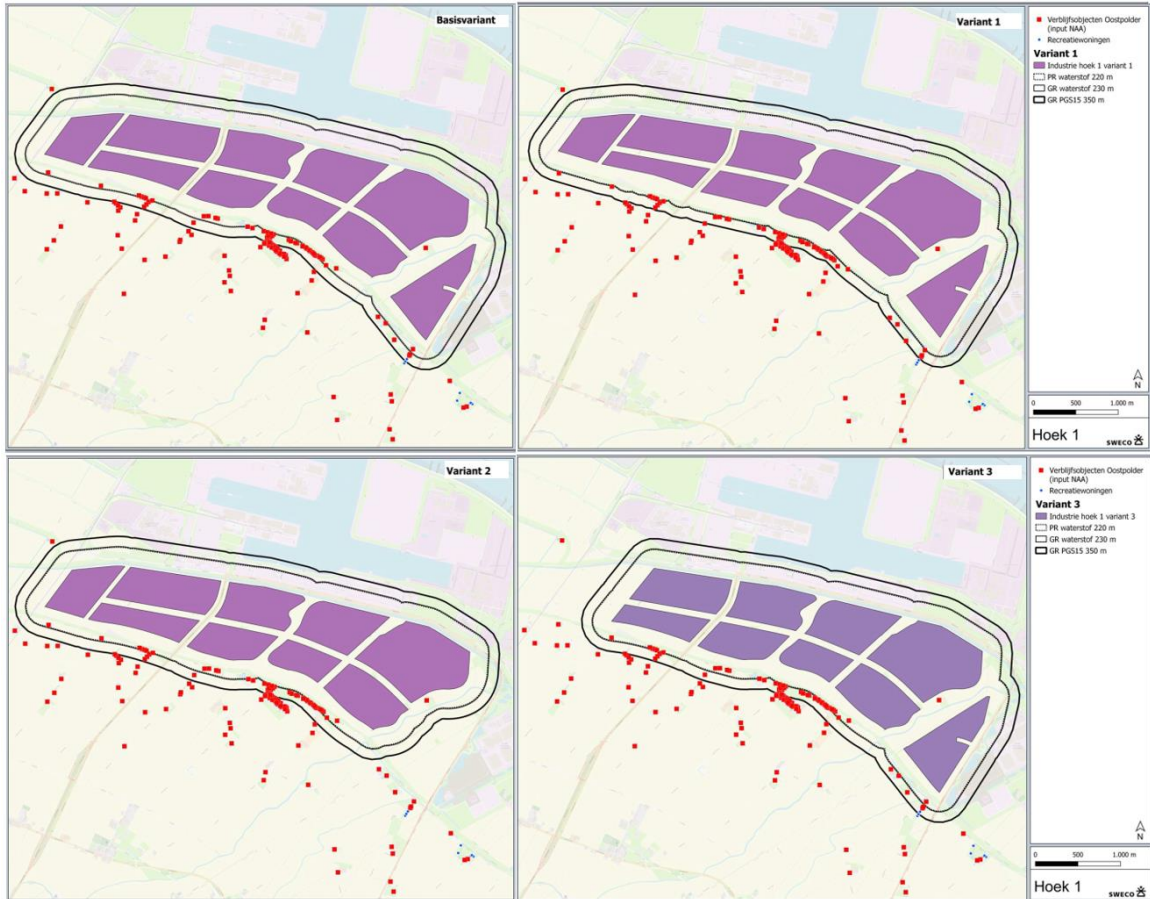 Basisvariant
Variant 1
Verblijfsobjecten Oostpolder
(input NAA)
Recreatiewoningen
Variant 1
Industrie hoek 1 variant 1
PR waterstof 220 m
GR waterstof 230 m
GR PGS15 350 m
N
0 500 1.000 m
Hoek 1 SWECO
Variant 2
Variant 3
Verblijfsobjecten Oostpolder
(input NAA)
Recreatiewoningen
Variant 3
Industrie hoek 1 variant 3
PR waterstof 220 m
GR waterstof 230 m
GR PGS15 350 m
N
0 500 1.000 m
Hoek 1 SWECO